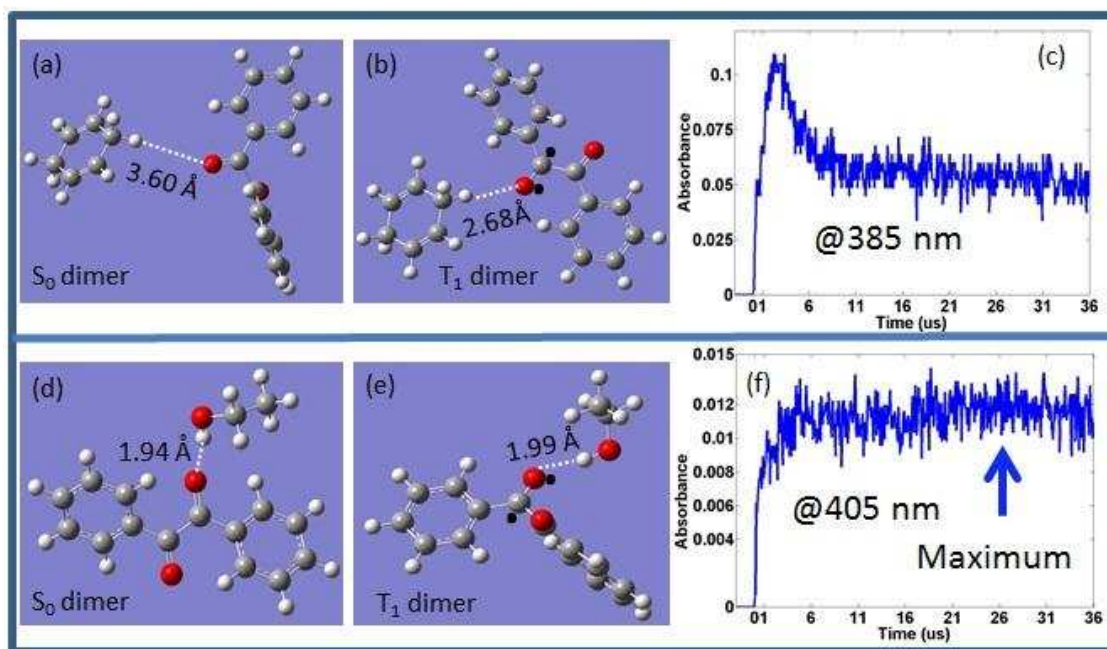 (a)
3.60 Å
S₀ dimer
(b)
2.68Å
T₁ dimer
(c)
0.1
0.075
0.05
0.025
0
Absorbance
@385 nm
01 6 11 16 21 26 31 36
Time (us)
(d)
1.94 Å
S₀ dimer
(e)
1.99 Å
T₁ dimer
(f)
0.015
0.012
0.01
0.008
0.004
0
Absorbance
@405 nm
Maximum
01 6 11 16 21 26 31 36
Time (us)